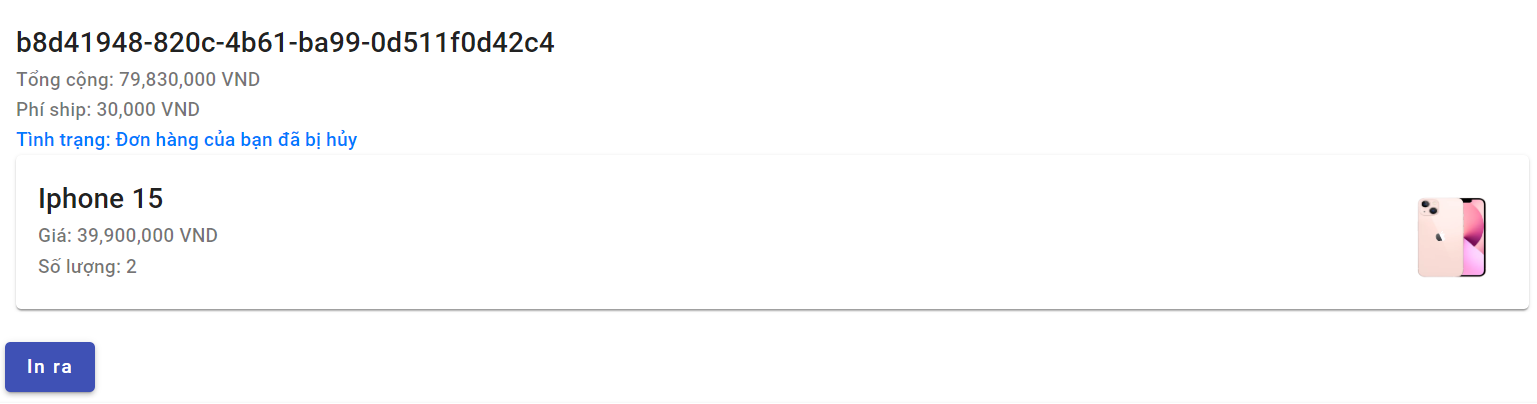 b8d41948-820c-4b61-ba99-0d511f0d42c4
Tổng cộng: 79,830,000 VND
Phí ship: 30,000 VND
Tình trạng: Đơn hàng của bạn đã bị hủy
Iphone 15
Giá: 39,900,000 VND
Số lượng: 2
In ra